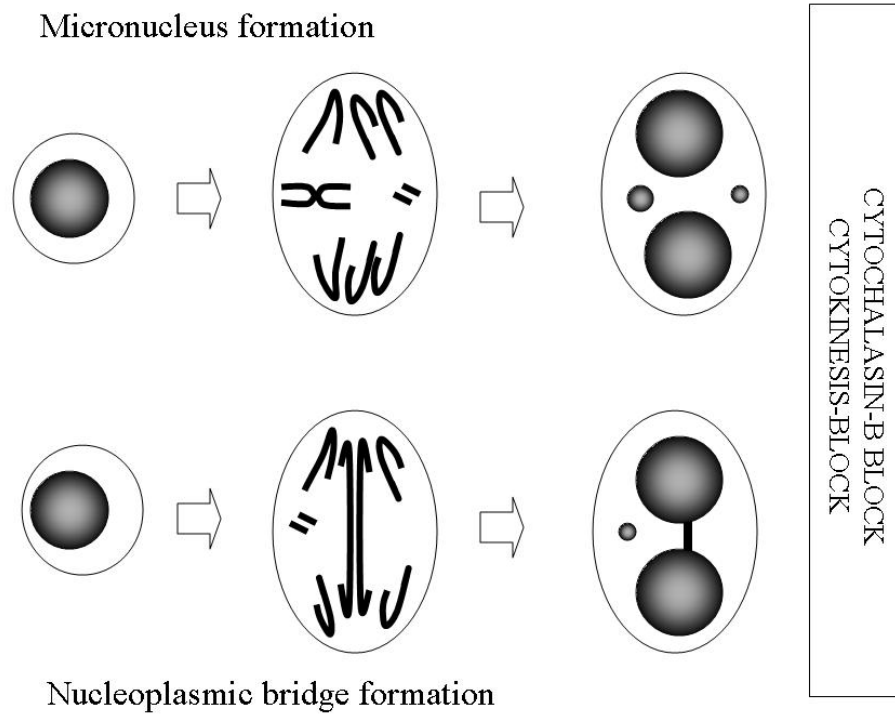 Micronucleus formation
CYTOCHALASIN-B BLOCK
CYTOKINESIS-BLOCK
Nucleoplasmic bridge formation